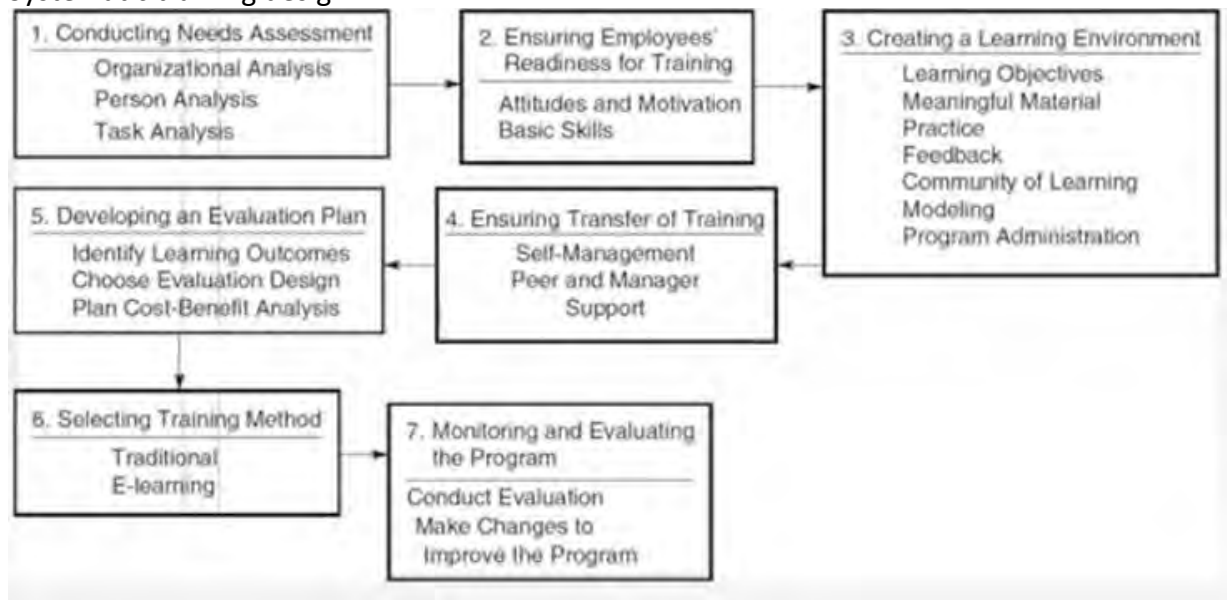 1. Conducting Needs Assessment
Organizational Analysis
Person Analysis
Task Analysis
2. Ensuring Employees'
Readiness for Training
Attitudes and Motivation
Basic Skills
3. Creating a Learning Environment
Learning Objectives
Meaningful Material
Practice
Feedback
Community of Learning
Modeling
Program Administration
4. Ensuring Transfer of Training
Self-Management
Peer and Manager
Support
5. Developing an Evaluation Plan
Identify Learning Outcomes
Choose Evaluation Design
Plan Cost-Benefit Analysis
6. Selecting Training Method
Traditional
E-learning
7. Monitoring and Evaluating
the Program
Conduct Evaluation
Make Changes to
Improve the Program